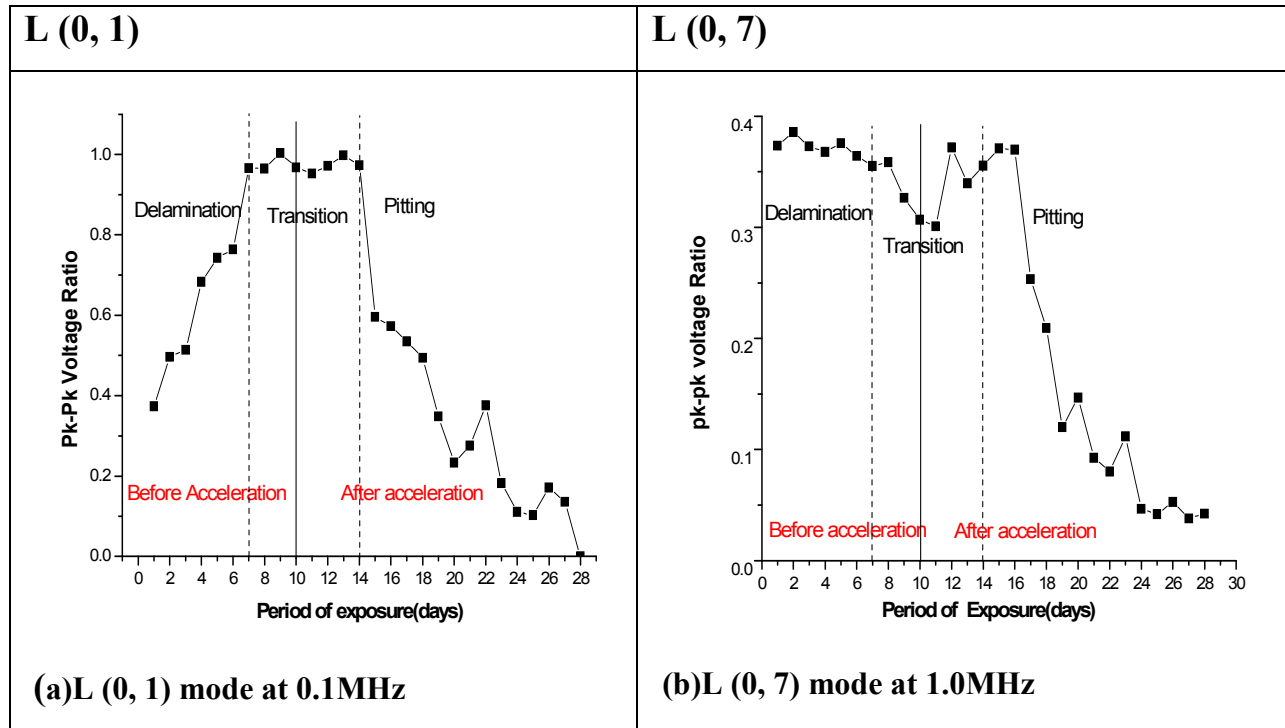 L (0, 1)
L (0, 7)
Pk-Pk Voltage Ratio
1.0
0.8
0.6
0.4
0.2
0.0
Delamination
Transition
Pitting
Before Acceleration
After acceleration
0 2 4 6 8 10 12 14 16 18 20 22 24 26 28
Period of exposure(days)
(a)L (0, 1) mode at 0.1MHz
pk-pk voltage Ratio
0.4
0.3
0.2
0.1
0.0
Delamination
Transition
Pitting
Before acceleration
After acceleration
0 2 4 6 8 10 12 14 16 18 20 22 24 26 28 30
Period of Exposure(days)
(b)L (0, 7) mode at 1.0MHz